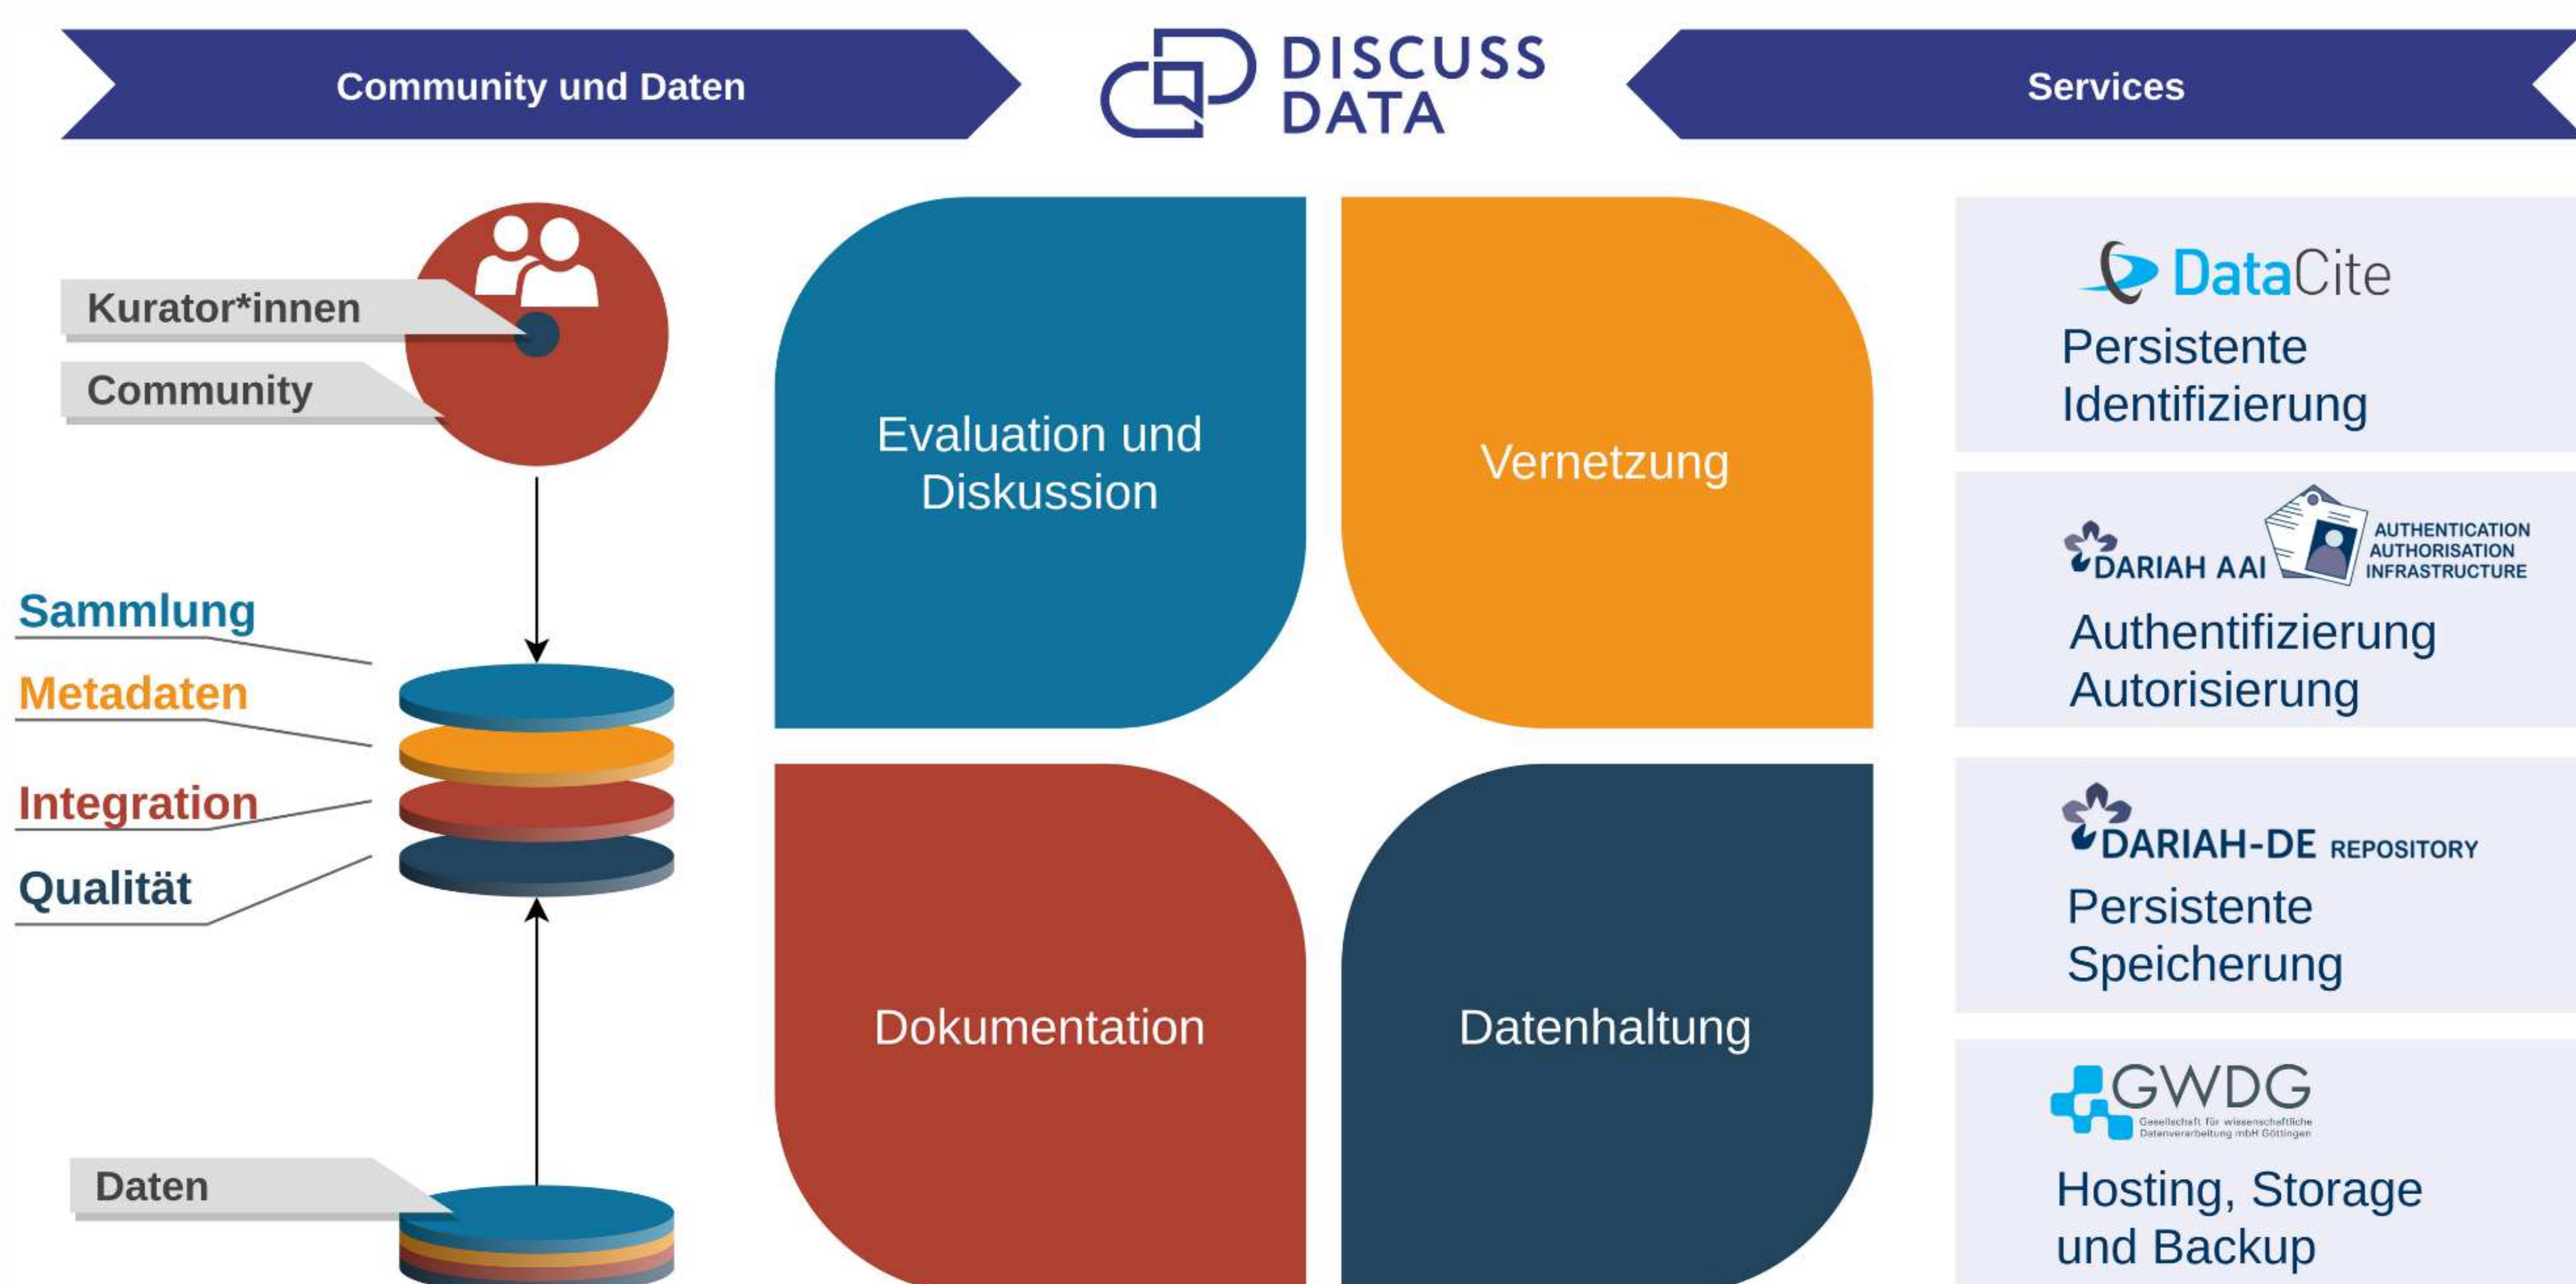 Community und Daten
DISCUSS
DATA
Services
Kurator*innen
Community
Sammlung
Metadaten
Integration
Qualität
Daten
Evaluation und
Diskussion
Vernetzung
Dokumentation
Datenhaltung
DataCite
Persistente
Identifizierung
DARIAH AAI
AUTHENTICATION
AUTHORISATION
INFRASTRUCTURE
Authentifizierung
Autorisierung
DARIAH-DE REPOSITORY
Persistente
Speicherung
GWDG
Gesellschaft für wissenschaftliche
Datenverarbeitung mbH Göttingen
Hosting, Storage
und Backup